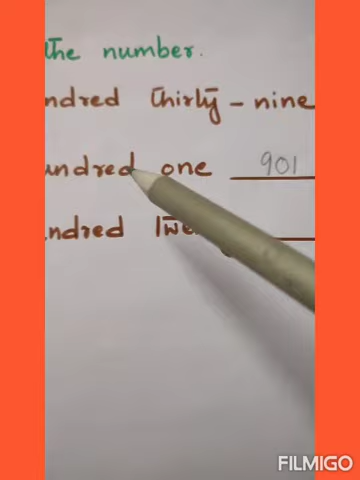 the number.
ndred thirty-nine
undred one 901
ndred
FILMIGO